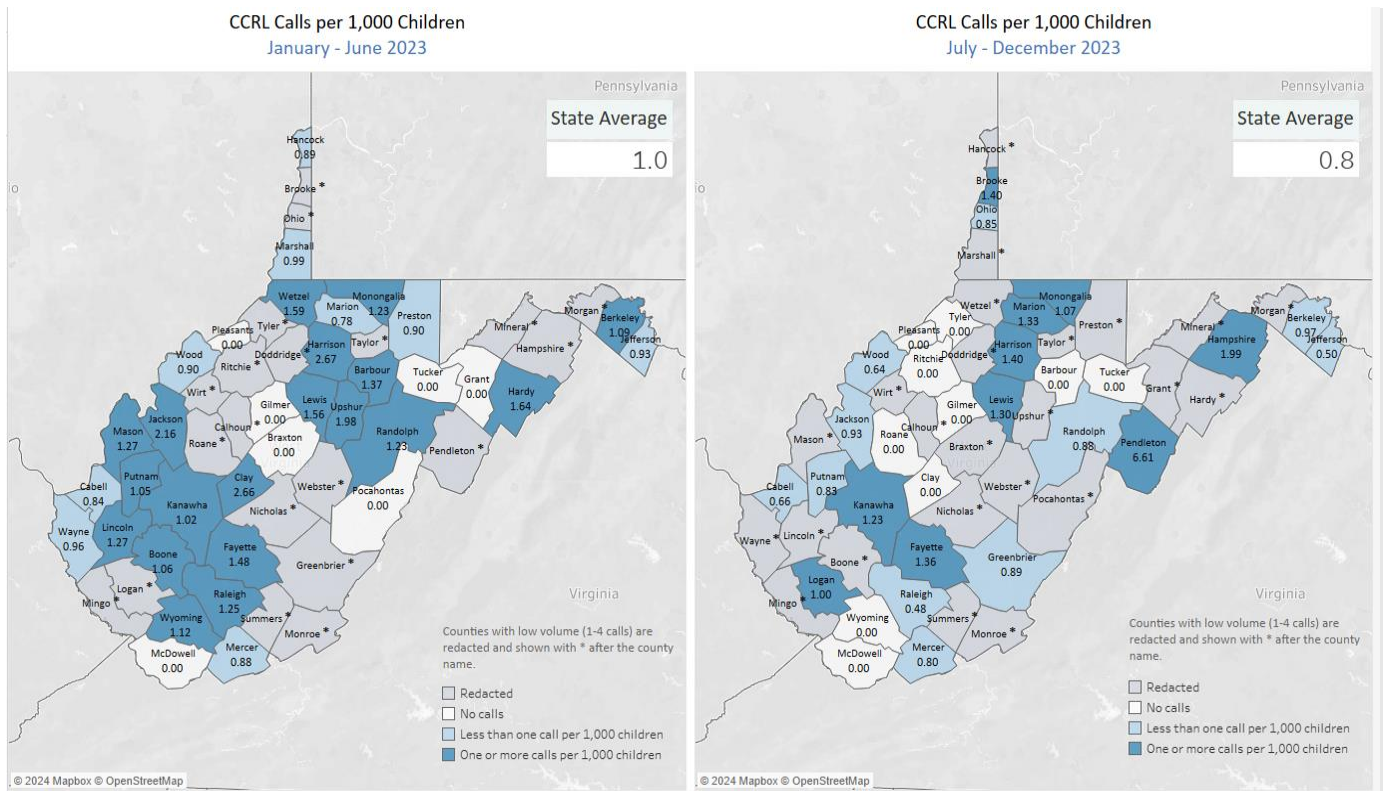 CCRL Calls per 1,000 Children
January - June 2023
Pennsylvania
State Average
1.0
Hancock
0.89
Brooke *
Ohio *
Marshall
0.99
Wetzel
1.59
Marion
0.78
Monongalia
1.23
Preston
0.90
Morgan *
Berkeley
1.09
Jefferson
0.93
Mineral *
Hampshire *
Pleasants
0.00
Tyler *
Doddridge *
Harrison
2.67
Taylor *
Wood
0.90
Ritchie *
Barbour
1.37
Tucker
0.00
Grant
0.00
Hardy
1.64
Wirt *
Gilmer
0.00
Lewis
1.56
Upshur
1.98
Jackson
2.16
Mason
1.27
Roane *
Calhoun *
Braxton
0.00
Randolph
1.23
Pendleton *
Putnam
1.05
Cabell
0.84
Kanawha
1.02
Clay
2.66
Webster *
Pocahontas
0.00
Nicholas *
Wayne
0.96
Lincoln
1.27
Boone
1.06
Fayette
1.48
Greenbrier *
Logan *
Mingo *
Raleigh
1.25
Wyoming
1.12
Summers *
Monroe *
McDowell
0.00
Mercer
0.88
Virginia
Counties with low volume (1-4 calls) are
redacted and shown with * after the county
name.
Redacted
No calls
Less than one call per 1,000 children
One or more calls per 1,000 children
© 2024 Mapbox © OpenStreetMap
CCRL Calls per 1,000 Children
July - December 2023
Pennsylvania
State Average
0.8
Hancock *
Brooke
1.40
Ohio
0.85
Marshall *
Wetzel *
Marion
1.33
Monongalia
1.07
Preston *
Morgan *
Berkeley
0.97
Jefferson
0.50
Mineral *
Hampshire
1.99
Tyler
0.00
Pleasants
0.00
Doddridge *
Harrison
1.40
Taylor *
Wood
0.64
Ritchie
0.00
Barbour
0.00
Tucker
0.00
Grant *
Hardy *
Wirt *
Gilmer
0.00
Lewis
1.30
Upshur *
Jackson
0.93
Mason *
Roane
0.00
Calhoun *
Braxton *
Randolph
0.88
Pendleton
6.61
Putnam
0.83
Cabell
0.66
Kanawha
1.23
Clay
0.00
Webster *
Pocahontas *
Nicholas *
Wayne *
Lincoln *
Boone *
Fayette
1.36
Greenbrier
0.89
Logan
1.00
Mingo *
Raleigh
0.48
Wyoming
0.00
Summers *
Monroe *
McDowell
0.00
Mercer
0.80
Virginia
Counties with low volume (1-4 calls) are
redacted and shown with * after the county
name.
Redacted
No calls
Less than one call per 1,000 children
One or more calls per 1,000 children
© 2024 Mapbox © OpenStreetMap